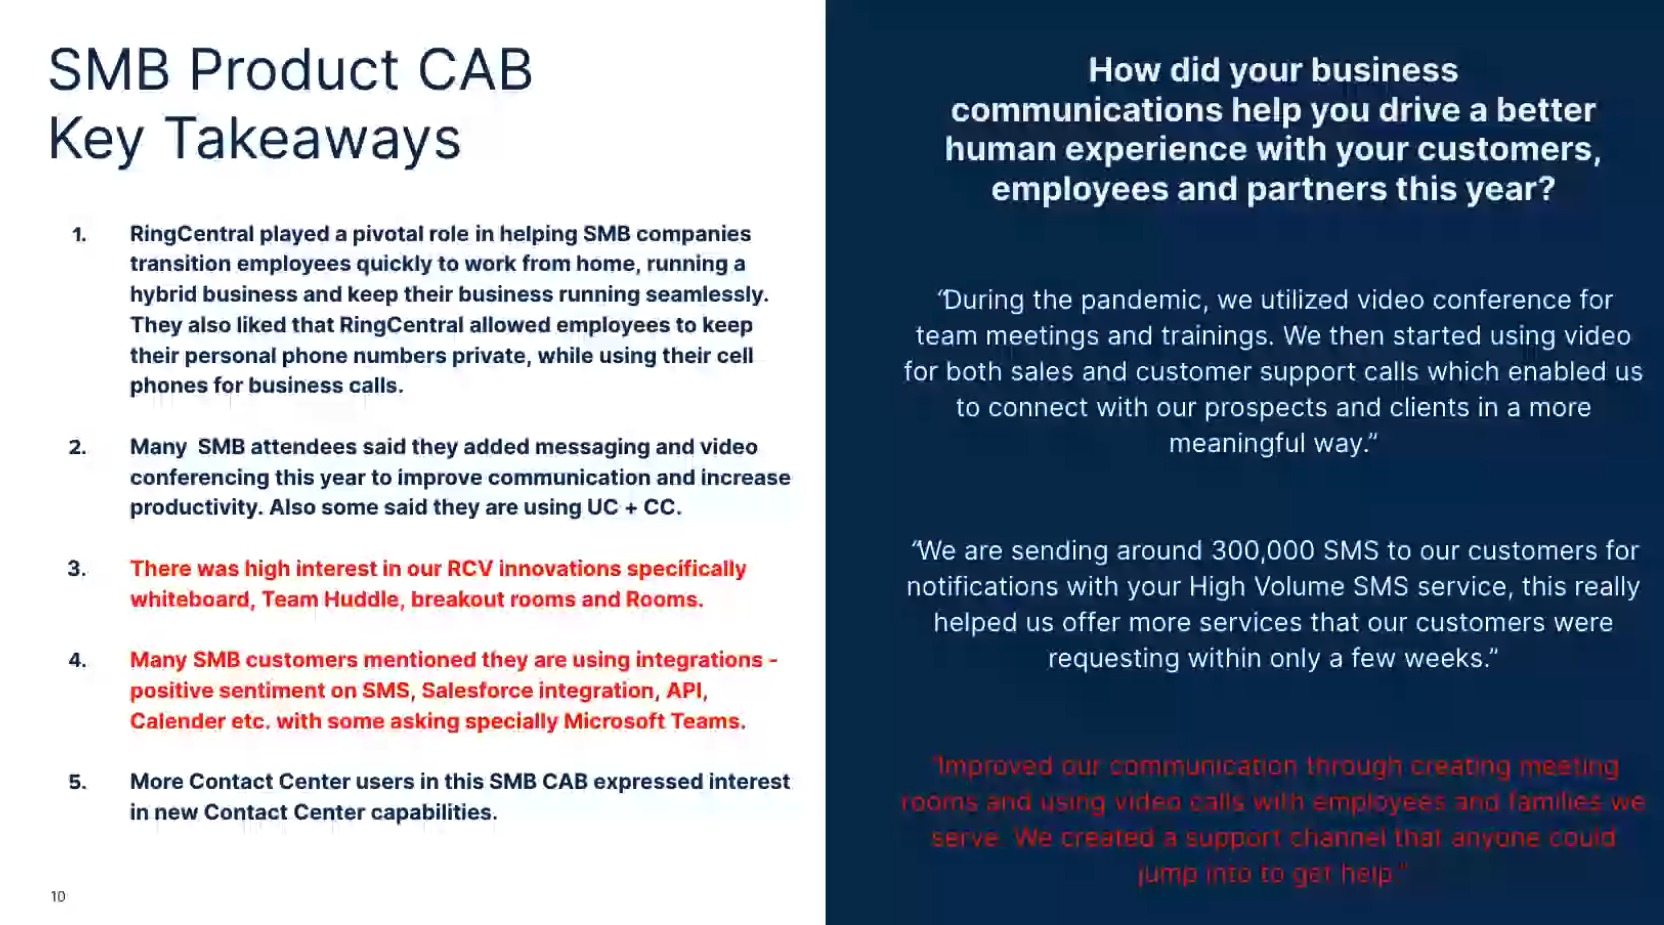 SMB Product CAB
Key Takeaways
1. RingCentral played a pivotal role in helping SMB companies
transition employees quickly to work from home, running a
hybrid business and keep their business running seamlessly.
They also liked that RingCentral allowed employees to keep
their personal phone numbers private, while using their cell
phones for business calls.
2. Many SMB attendees said they added messaging and video
conferencing this year to improve communication and increase
productivity. Also some said they are using UC + CC.
3. There was high interest in our RCV innovations specifically
whiteboard, Team Huddle, breakout rooms and Rooms.
4. Many SMB customers mentioned they are using integrations -
positive sentiment on SMS, Salesforce integration, API,
Calender etc. with some asking specially Microsoft Teams.
5. More Contact Center users in this SMB CAB expressed interest
in new Contact Center capabilities.
10
How did your business
communications help you drive a better
human experience with your customers,
employees and partners this year?
“During the pandemic, we utilized video conference for
team meetings and trainings. We then started using video
for both sales and customer support calls which enabled us
to connect with our prospects and clients in a more
meaningful way.”
“We are sending around 300,000 SMS to our customers for
notifications with your High Volume SMS service, this really
helped us offer more services that our customers were
requesting within only a few weeks.”
“Improved our communication through creating meeting
rooms and using video calls with employees and families we
serve. We created a support channel that anyone could
jump into to get help.”